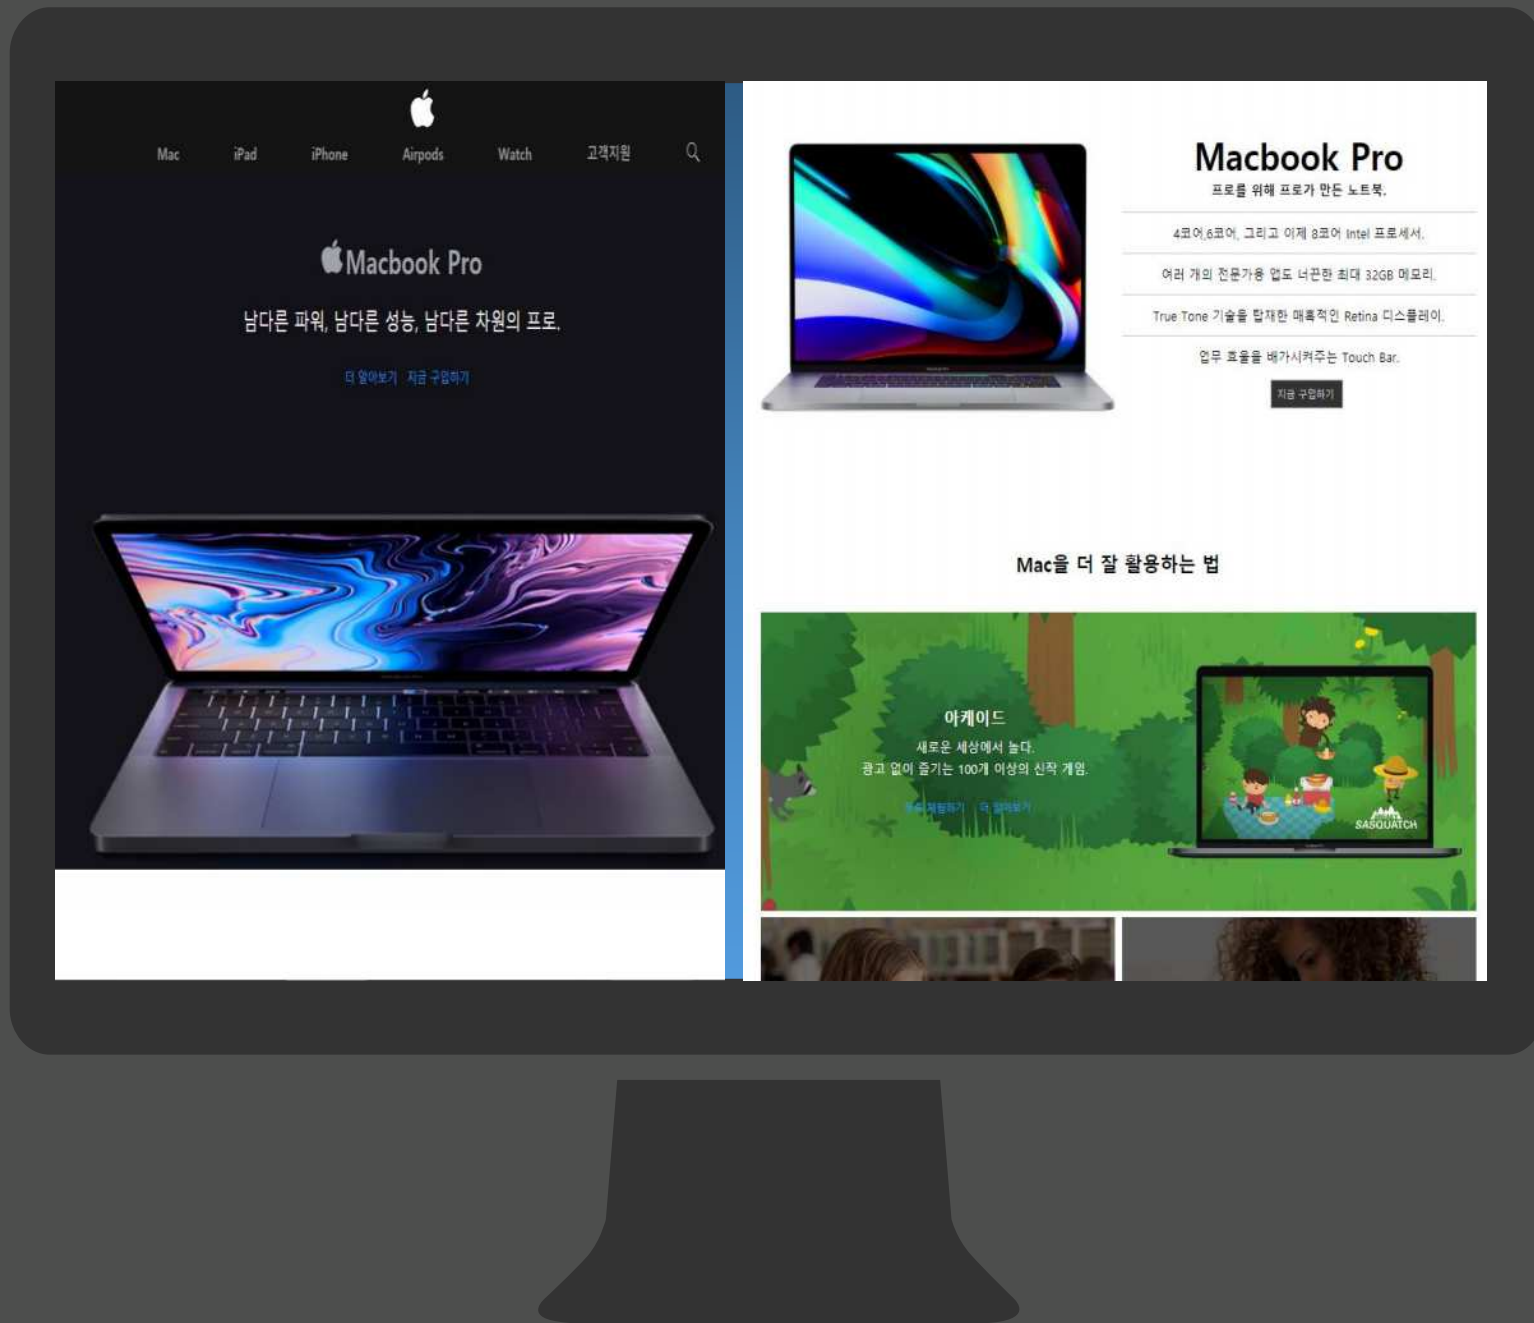 Mac iPad iPhone Airpods Watch 고객지원
Macbook Pro
남다른 파워, 남다른 성능, 남다른 차원의 프로.
더 알아보기 지금 구입하기
Macbook Pro
프로를 위해 프로가 만든 노트북.
4코어,6코어, 그리고 이제 8코어 Intel 프로세서.
여러 개의 전문가용 앱도 너끈한 최대 32GB 메모리.
True Tone 기술을 탑재한 매혹적인 Retina 디스플레이.
업무 효율을 배가시켜주는 Touch Bar.
지금 구입하기
Mac을 더 잘 활용하는 법
아케이드
새로운 세상에서 놀다.
광고 없이 즐기는 100개 이상의 신작 게임.
체험하기 더 알아보기
SASQUATCH